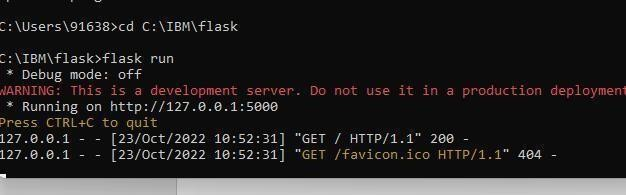 C:\Users\91638>cd C:\IBM\flask
C:\IBM\flask>flask run
 * Debug mode: off
WARNING: This is a development server. Do not use it in a production deployment
 * Running on http://127.0.0.1:5000
Press CTRL+C to quit
127.0.0.1 - - [23/Oct/2022 10:52:31] "GET / HTTP/1.1" 200 -
127.0.0.1 - - [23/Oct/2022 10:52:31] "GET /favicon.ico HTTP/1.1" 404 -